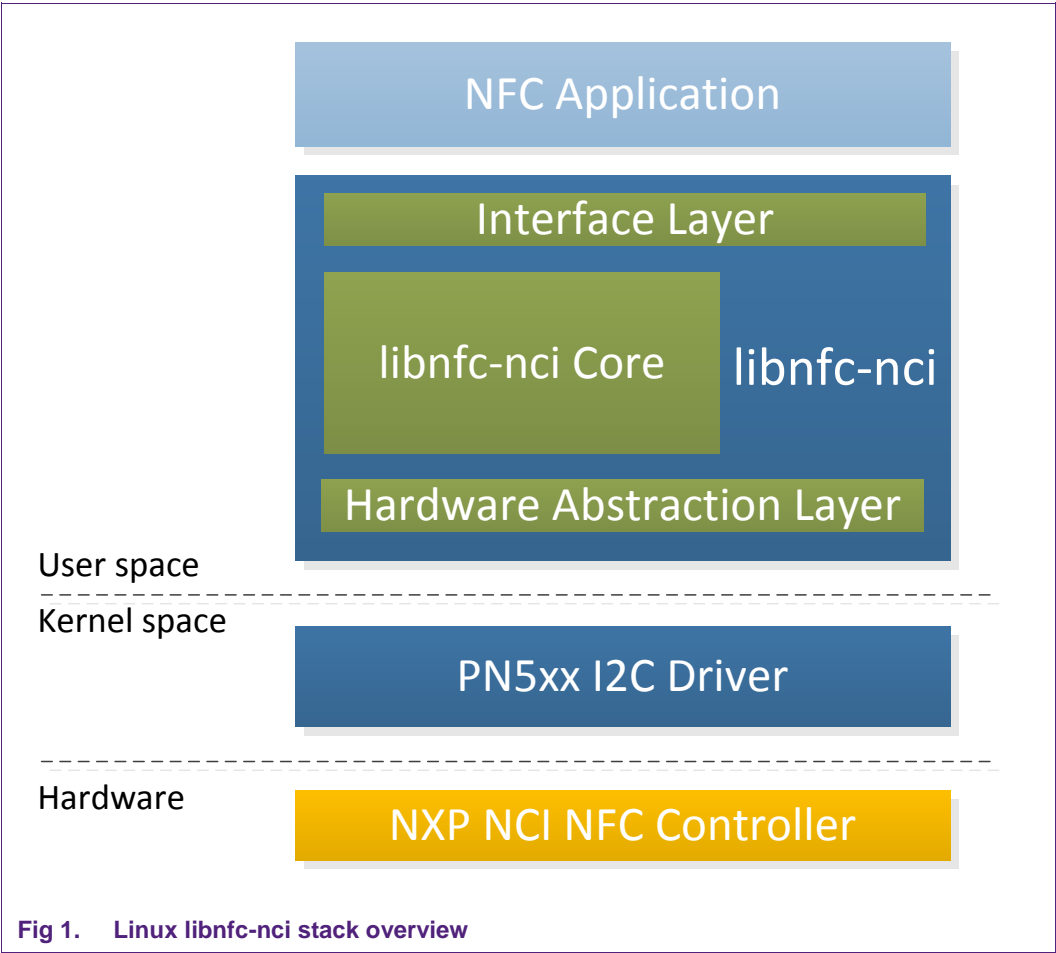 NFC Application
Interface Layer
libnfc-nci Core
libnfc-nci
Hardware Abstraction Layer
User space
Kernel space
PN5xx I2C Driver
Hardware
NXP NCI NFC Controller
Fig 1. Linux libnfc-nci stack overview